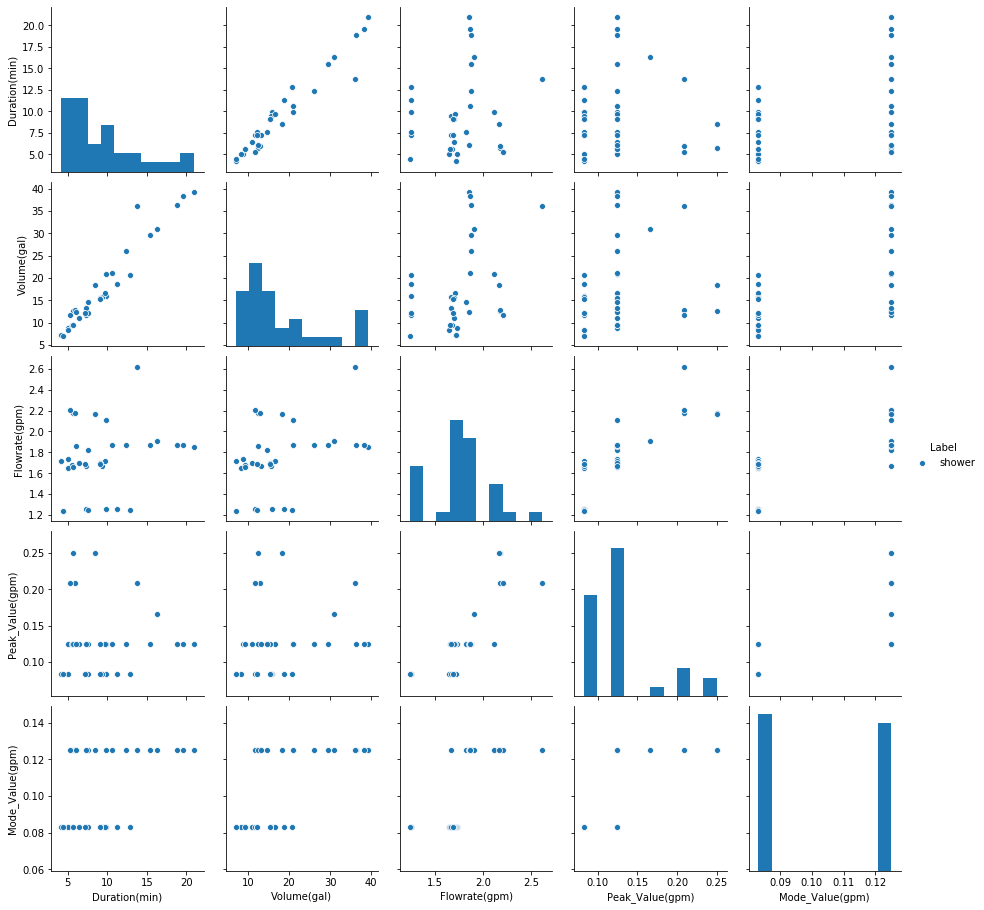 20.0
17.5
15.0
12.5
10.0
7.5
5.0
Duration(min)
40
35
30
25
20
15
10
5
Volume(gal)
2.6
2.4
2.2
2.0
1.8
1.6
1.4
1.2
Flowrate(gpm)
Label
shower
0.25
0.20
0.15
0.10
Peak_Value(gpm)
0.14
0.12
0.10
0.08
0.06
Mode_Value(gpm)
5 10 15 20
10 20 30 40
1.5 2.0 2.5
0.10 0.15 0.20 0.25
0.09 0.10 0.11 0.12
Duration(min) Volume(gal) Flowrate(gpm) Peak_Value(gpm) Mode_Value(gpm)